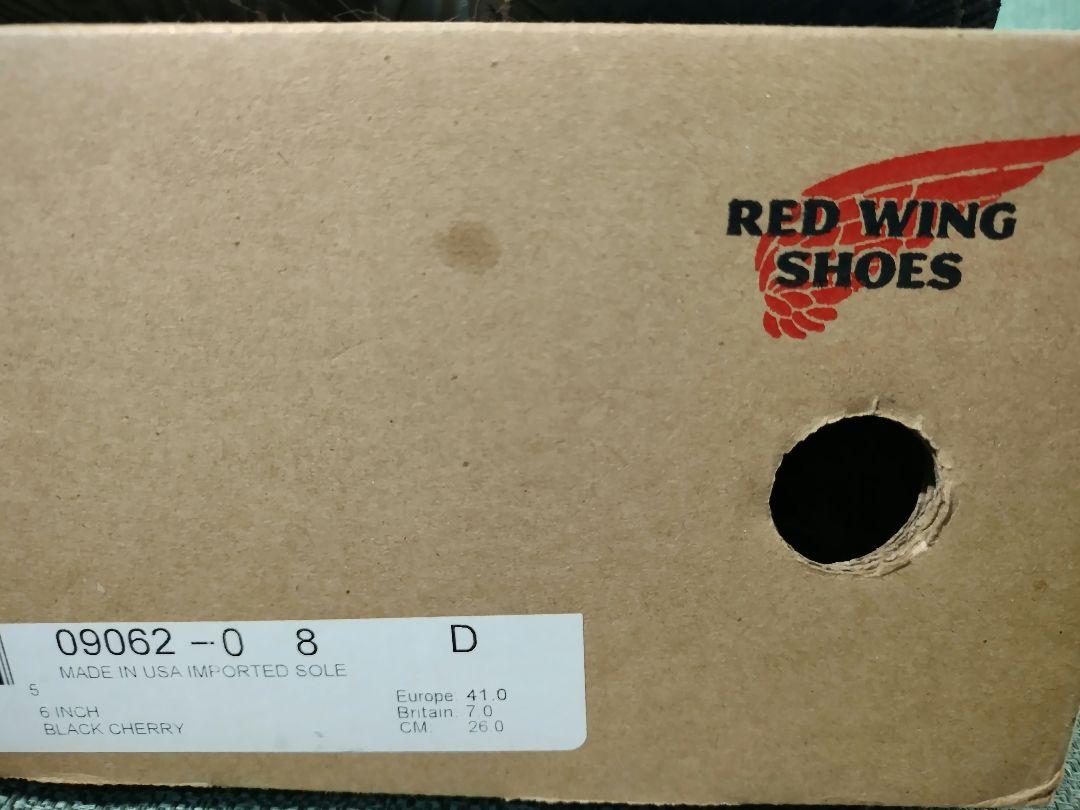 RED WING
SHOES
09062 -0 8 D
MADE IN USA IMPORTED SOLE
5
Europe: 41.0
6 INCH
Britain: 7.0
BLACK CHERRY
CM: 26.0